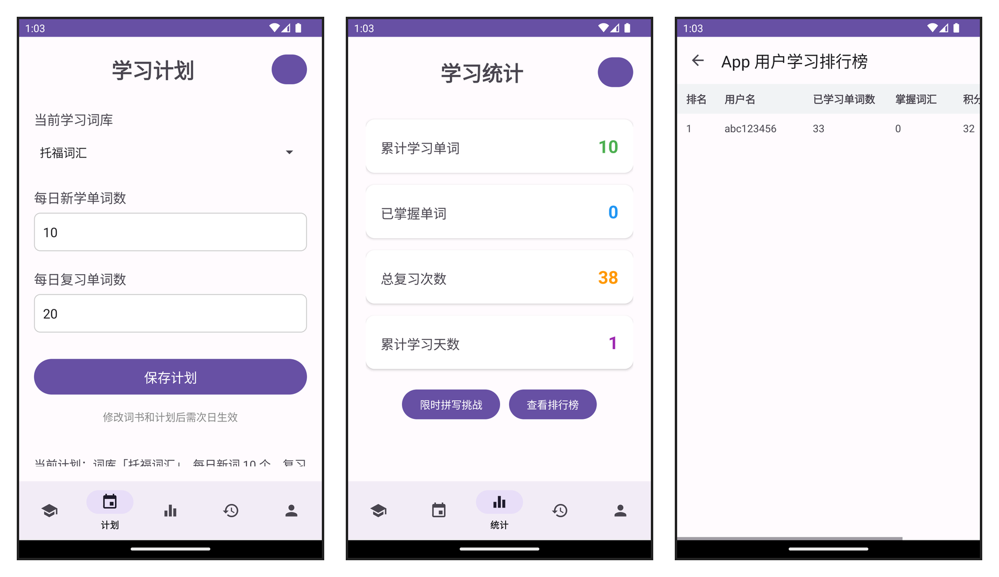 1:03
学习计划
当前学习词库
托福词汇
每日新学单词数
10
每日复习单词数
20
保存计划
修改词书和计划后需次日生效
当前计划：词库「托福词汇」 每日新词 10 个 复习
计划
1:03
学习统计
累计学习单词 10
已掌握单词 0
总复习次数 38
累计学习天数 1
限时拼写挑战 查看排行榜
统计
1:03
App 用户学习排行榜
排名 用户名 已学习单词数 掌握词汇 积分
1 abc123456 33 0 32